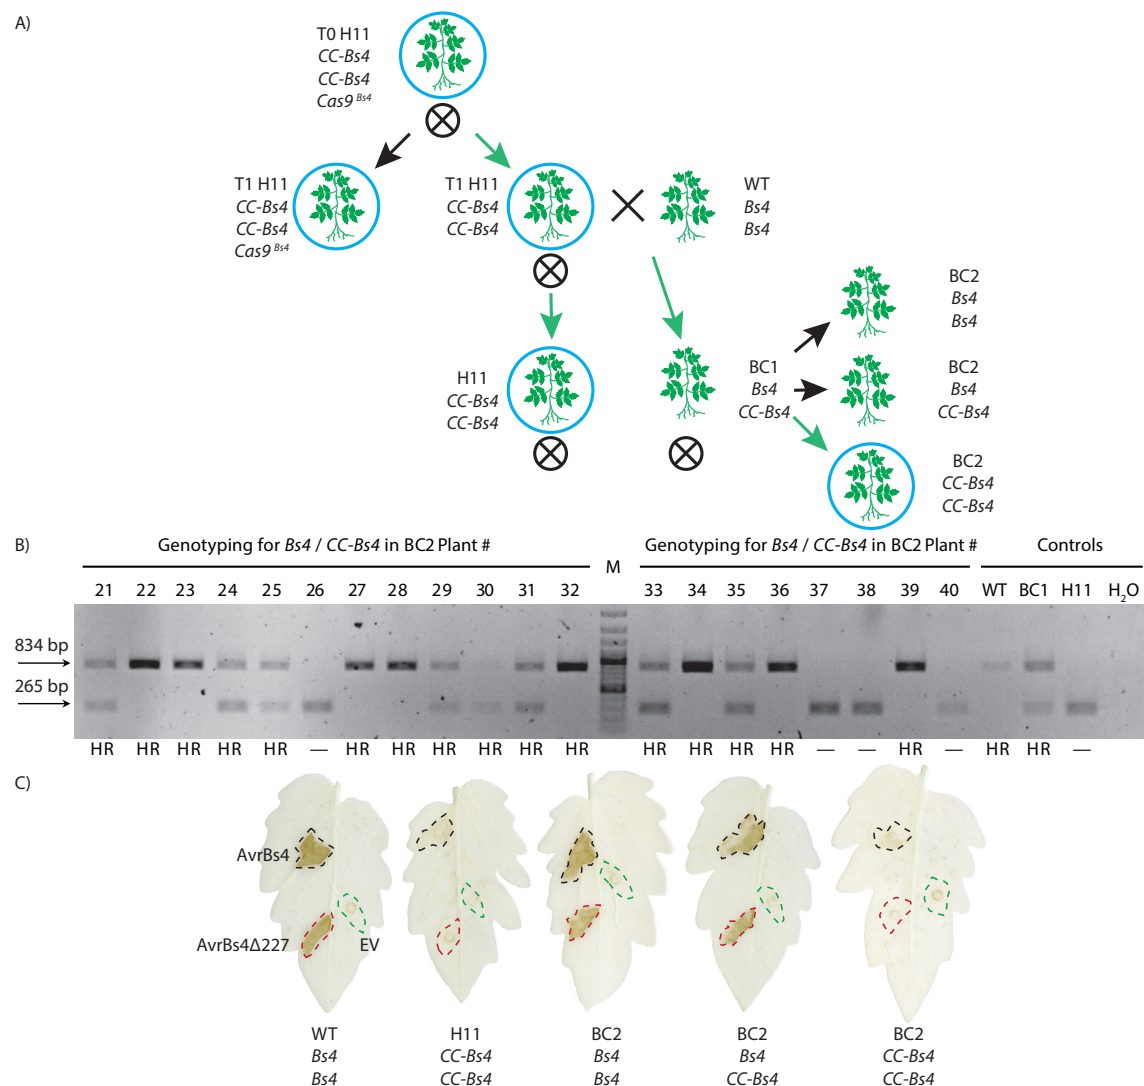 A)
T0 H11
CC-Bs4
CC-Bs4
Cas9 Bs4
T1 H11
CC-Bs4
CC-Bs4
Cas9 Bs4
T1 H11
CC-Bs4
CC-Bs4
WT
Bs4
Bs4
H11
CC-Bs4
CC-Bs4
BC1
Bs4
CC-Bs4
BC2
Bs4
Bs4
BC2
Bs4
CC-Bs4
BC2
CC-Bs4
CC-Bs4
B)
Genotyping for Bs4 / CC-Bs4 in BC2 Plant #
M
Genotyping for Bs4 / CC-Bs4 in BC2 Plant #
Controls
21 22 23 24 25 26 27 28 29 30 31 32 33 34 35 36 37 38 39 40 WT BC1 H11 H2O
834 bp
265 bp
HR HR HR HR HR — HR HR HR HR HR HR HR HR HR HR — — HR — HR HR —
C)
AvrBs4
AvrBs4Δ227
EV
WT
Bs4
Bs4
H11
CC-Bs4
CC-Bs4
BC2
Bs4
Bs4
BC2
Bs4
CC-Bs4
BC2
CC-Bs4
CC-Bs4